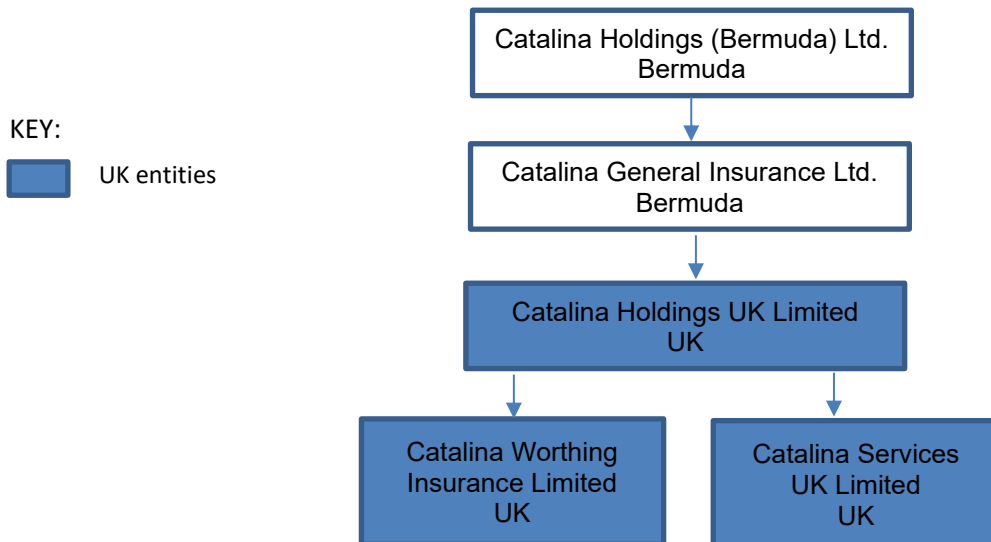 Catalina Holdings (Bermuda) Ltd.
Bermuda
KEY:
UK entities
Catalina General Insurance Ltd.
Bermuda
Catalina Holdings UK Limited
UK
Catalina Worthing
Insurance Limited
UK
Catalina Services
UK Limited
UK